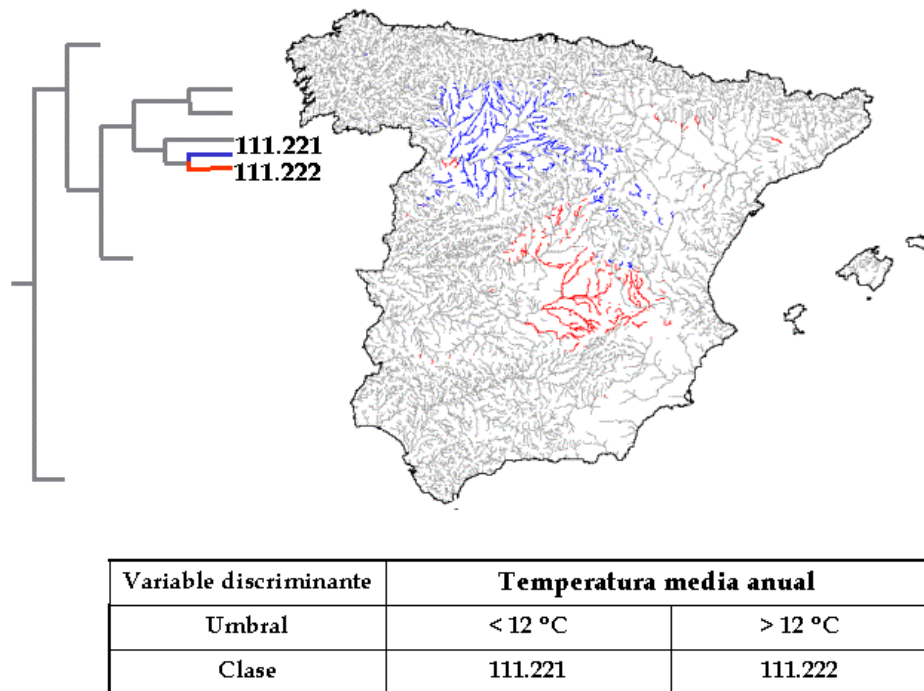 111.221
111.222
Variable discriminante Temperatura media anual
Umbral < 12 ºC > 12 ºC
Clase 111.221 111.222